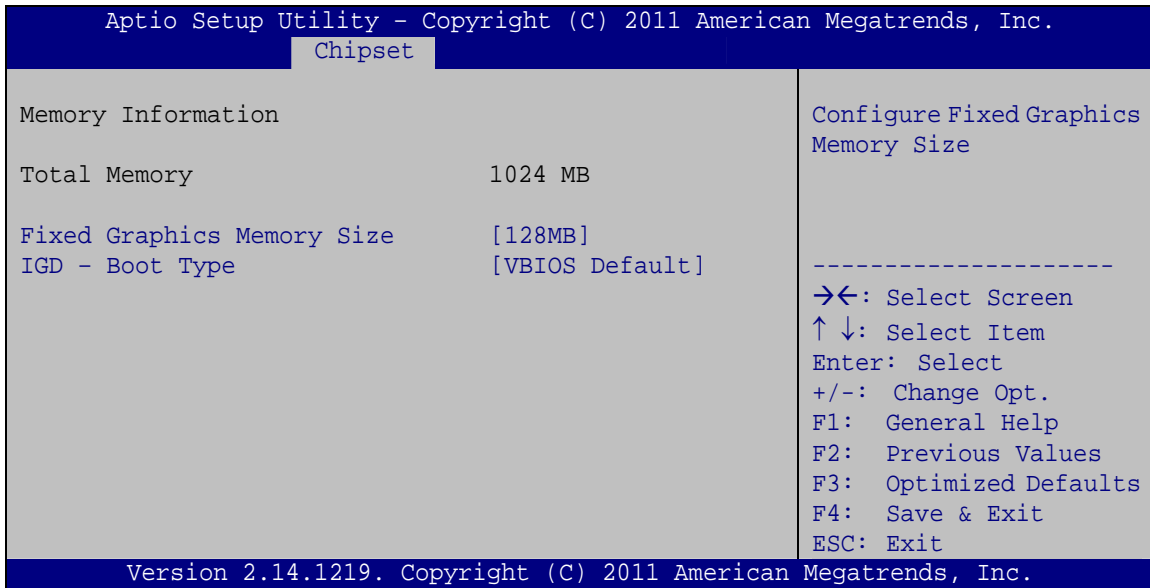 Aptio Setup Utility – Copyright (C) 2011 American Megatrends, Inc.
Chipset
Memory Information
Total Memory 1024 MB
Fixed Graphics Memory Size [128MB]
IGD – Boot Type [VBIOS Default]
Configure Fixed Graphics
Memory Size
---------------------
→←: Select Screen
↑ ↓: Select Item
Enter: Select
+/-: Change Opt.
F1: General Help
F2: Previous Values
F3: Optimized Defaults
F4: Save & Exit
ESC: Exit
Version 2.14.1219. Copyright (C) 2011 American Megatrends, Inc.